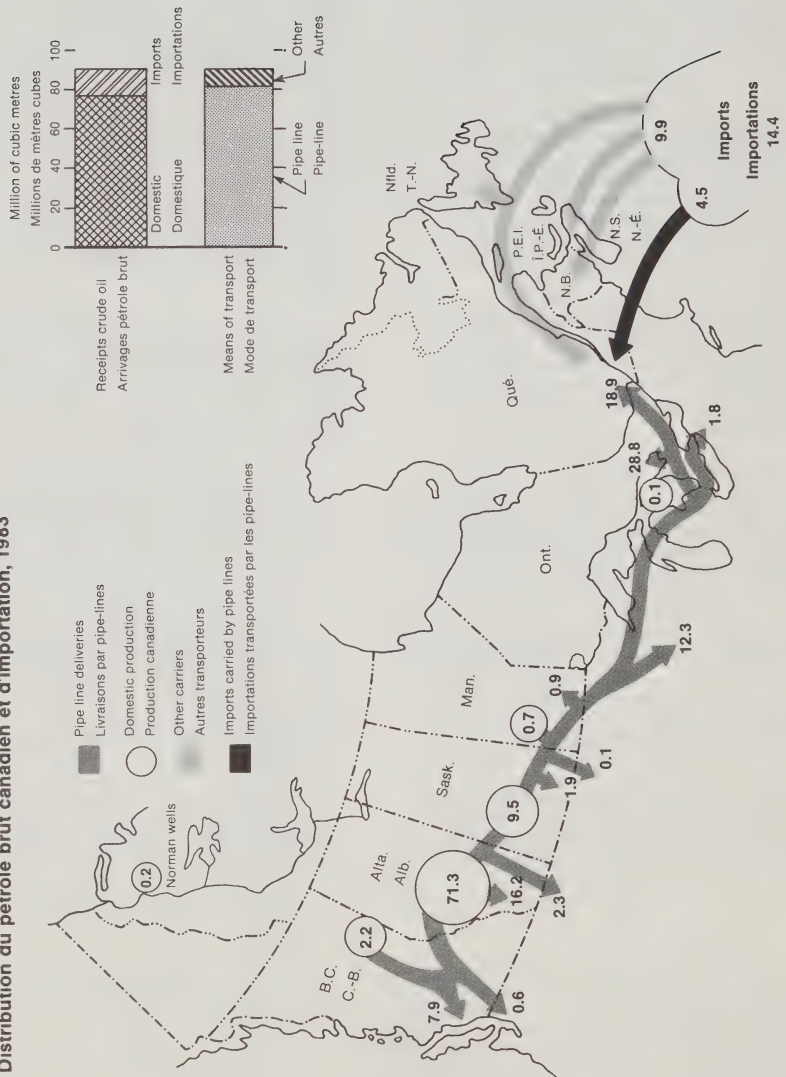 Distribution du pétrole brut canadien et d'importation, 1983
Pipe line deliveries
Livraisons par pipe-lines
Domestic production
Production canadienne
Other carriers
Autres transporteurs
Imports carried by pipe lines
Importations transportées par les pipe-lines
Million of cubic metres
Millions de mètres cubes
0 20 40 60 80 100
Receipts crude oil
Arrivages pétrole brut
Domestic
Domestique
Imports
Importations
Means of transport
Mode de transport
Pipe line
Pipe-line
Other
Autres
0.2
Norman wells
B.C.
C.-B.
2.2
7.9
0.6
Alta.
Alb.
71.3
16.2
2.3
Sask.
9.5
1.9
0.1
Man.
0.7
0.9
12.3
Ont.
0.1
28.8
1.8
Qué.
18.9
Nfld.
T.-N.
P.E.I.
Î.P.-É.
N.B.
N.S.
N.-É.
4.5
9.9
Imports
Importations
14.4